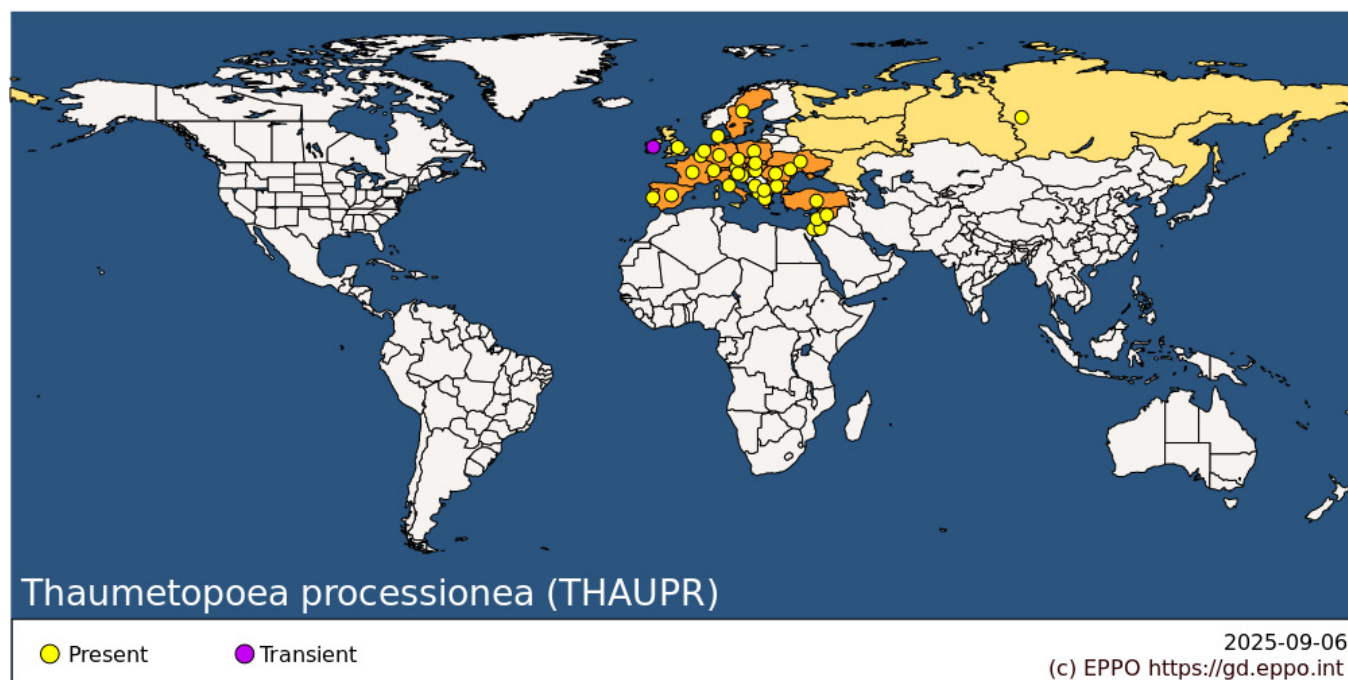 Thaumetopoea processionea (THAUPR)
Present
Transient
2025-09-06
(c) EPPO https://gd.eppo.int